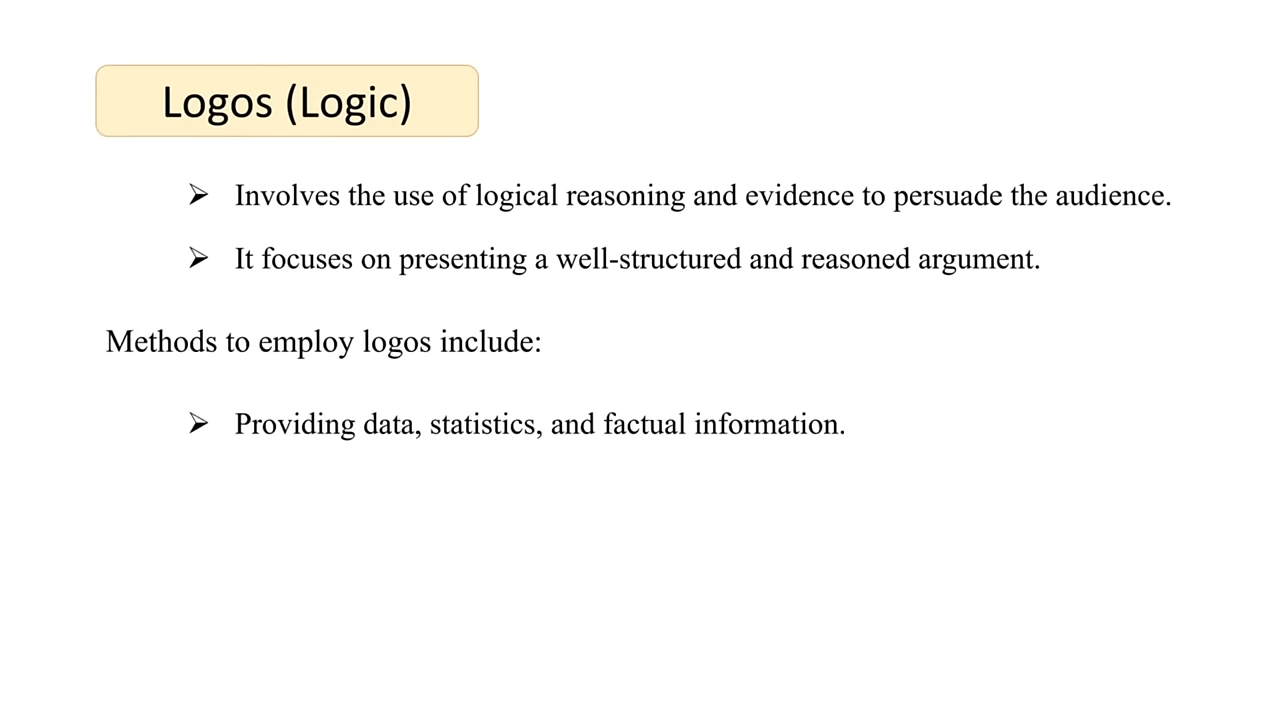 Logos (Logic)
➢ Involves the use of logical reasoning and evidence to persuade the audience.
➢ It focuses on presenting a well-structured and reasoned argument.
Methods to employ logos include:
➢ Providing data, statistics, and factual information.